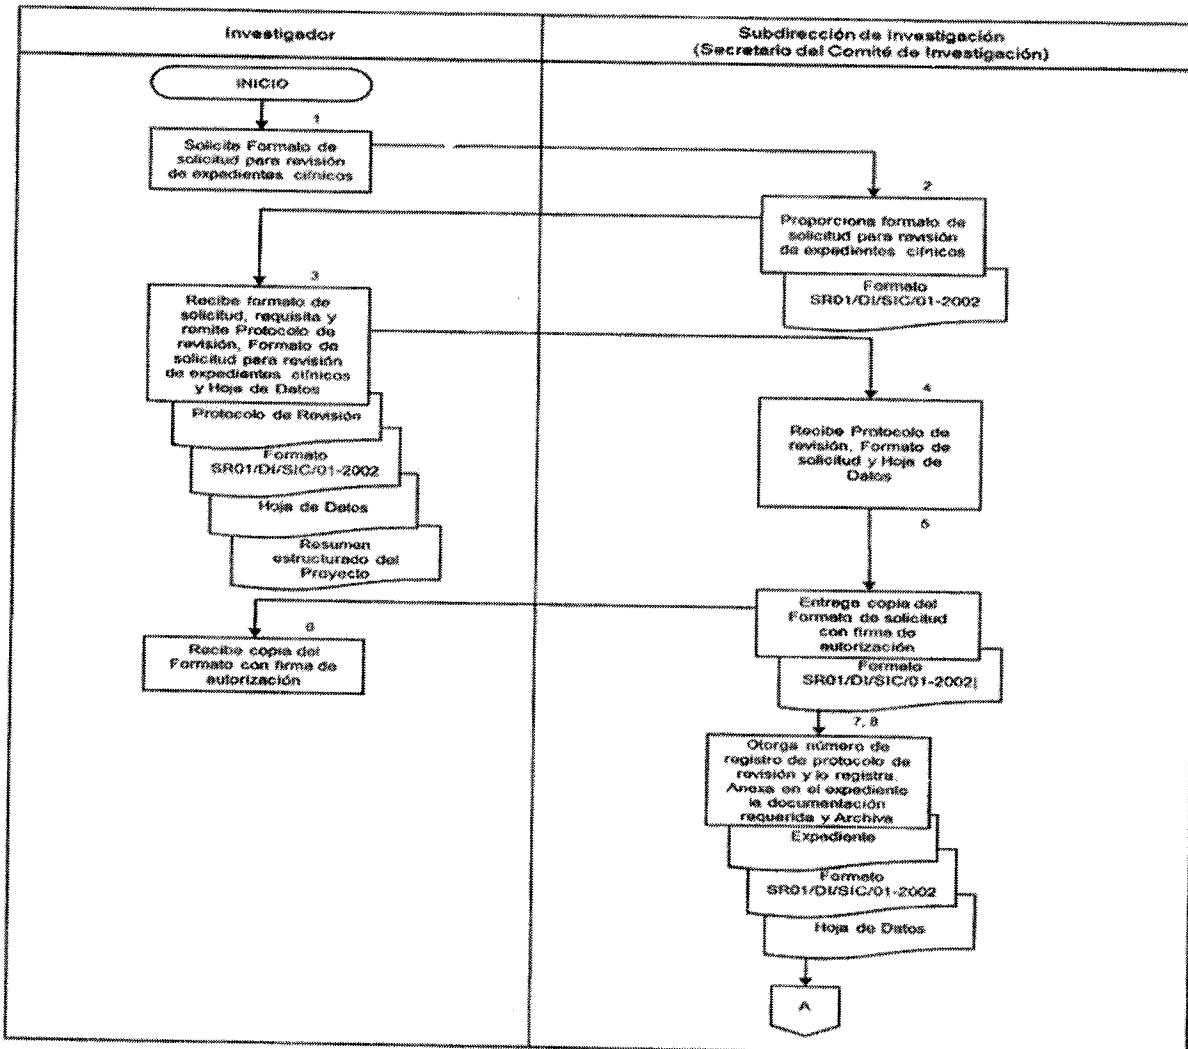 Investigador
Subdirección de Investigación
(Secretario del Comité de Investigación)
INICIO
1
Solicite Formato de
solicitud para revisión
de expedientes clínicos
2
Proporciona formato de
solicitud para revisión
de expedientes clínicos
Formato
SR01/DI/SIC/01-2002
3
Recibe formato de
solicitud, requisita y
remite Protocolo de
revisión, Formato de
solicitud para revisión
de expedientes clínicos
y Hoja de Datos
Protocolo de Revisión
Formato
SR01/DI/SIC/01-2002
Hoja de Datos
Resumen
estructurado del
Proyecto
4
Recibe Protocolo de
revisión, Formato de
solicitud y Hoja de
Datos
5
Entrega copia del
Formato de solicitud
con firma de
autorización
Formato
SR01/DI/SIC/01-2002|
6
Recibe copia del
Formato con firma de
autorización
7, 8
Otorga número de
registro de protocolo de
revisión y lo registra.
Anexa en el expediente
la documentación
requerida y Archiva
Expediente
Formato
SR01/DI/SIC/01-2002
Hoja de Datos
A